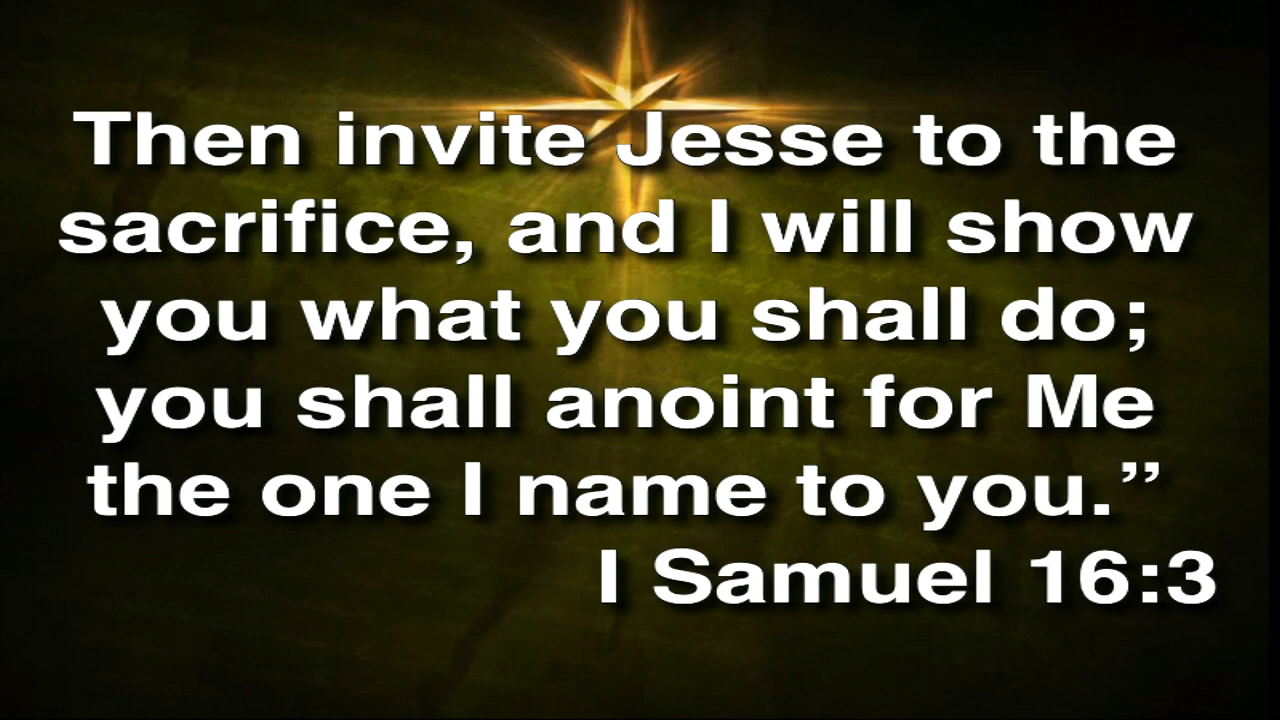 Then invite Jesse to the
sacrifice, and I will show
you what you shall do;
you shall anoint for Me
the one I name to you.”
I Samuel 16:3